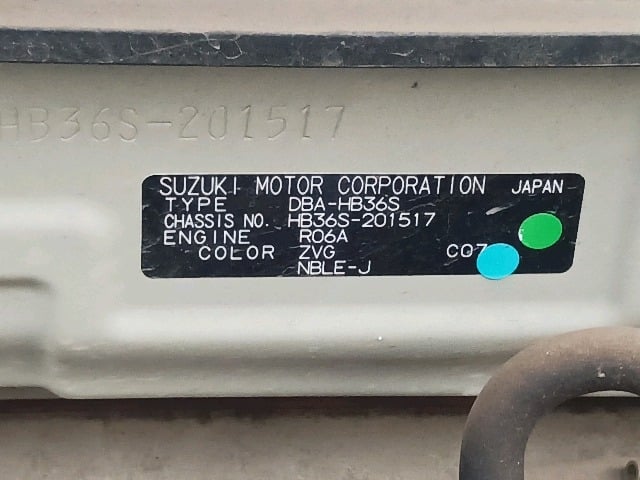 HB36S-201517
SUZUKI MOTOR CORPORATION JAPAN
TYPE DBA-HB36S
CHASSIS NO. HB36S-201517
ENGINE R06A
COLOR ZVG
NBLE-J